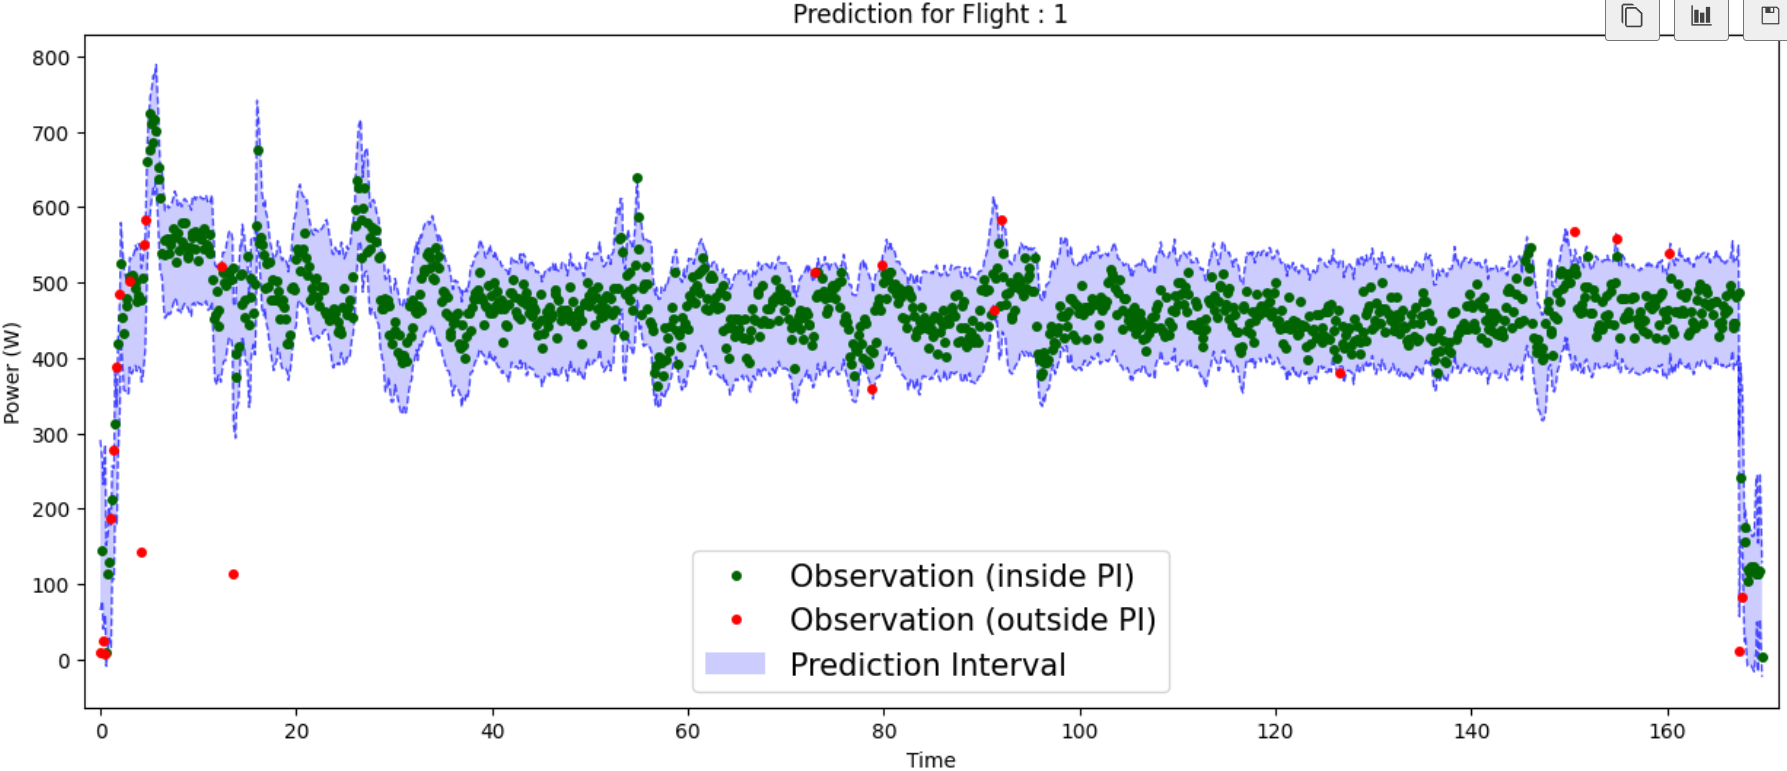 Prediction for Flight : 1
800
700
600
500
400
300
200
100
0
Power (W)
0 20 40 60 80 100 120 140 160
Time
Observation (inside PI)
Observation (outside PI)
Prediction Interval